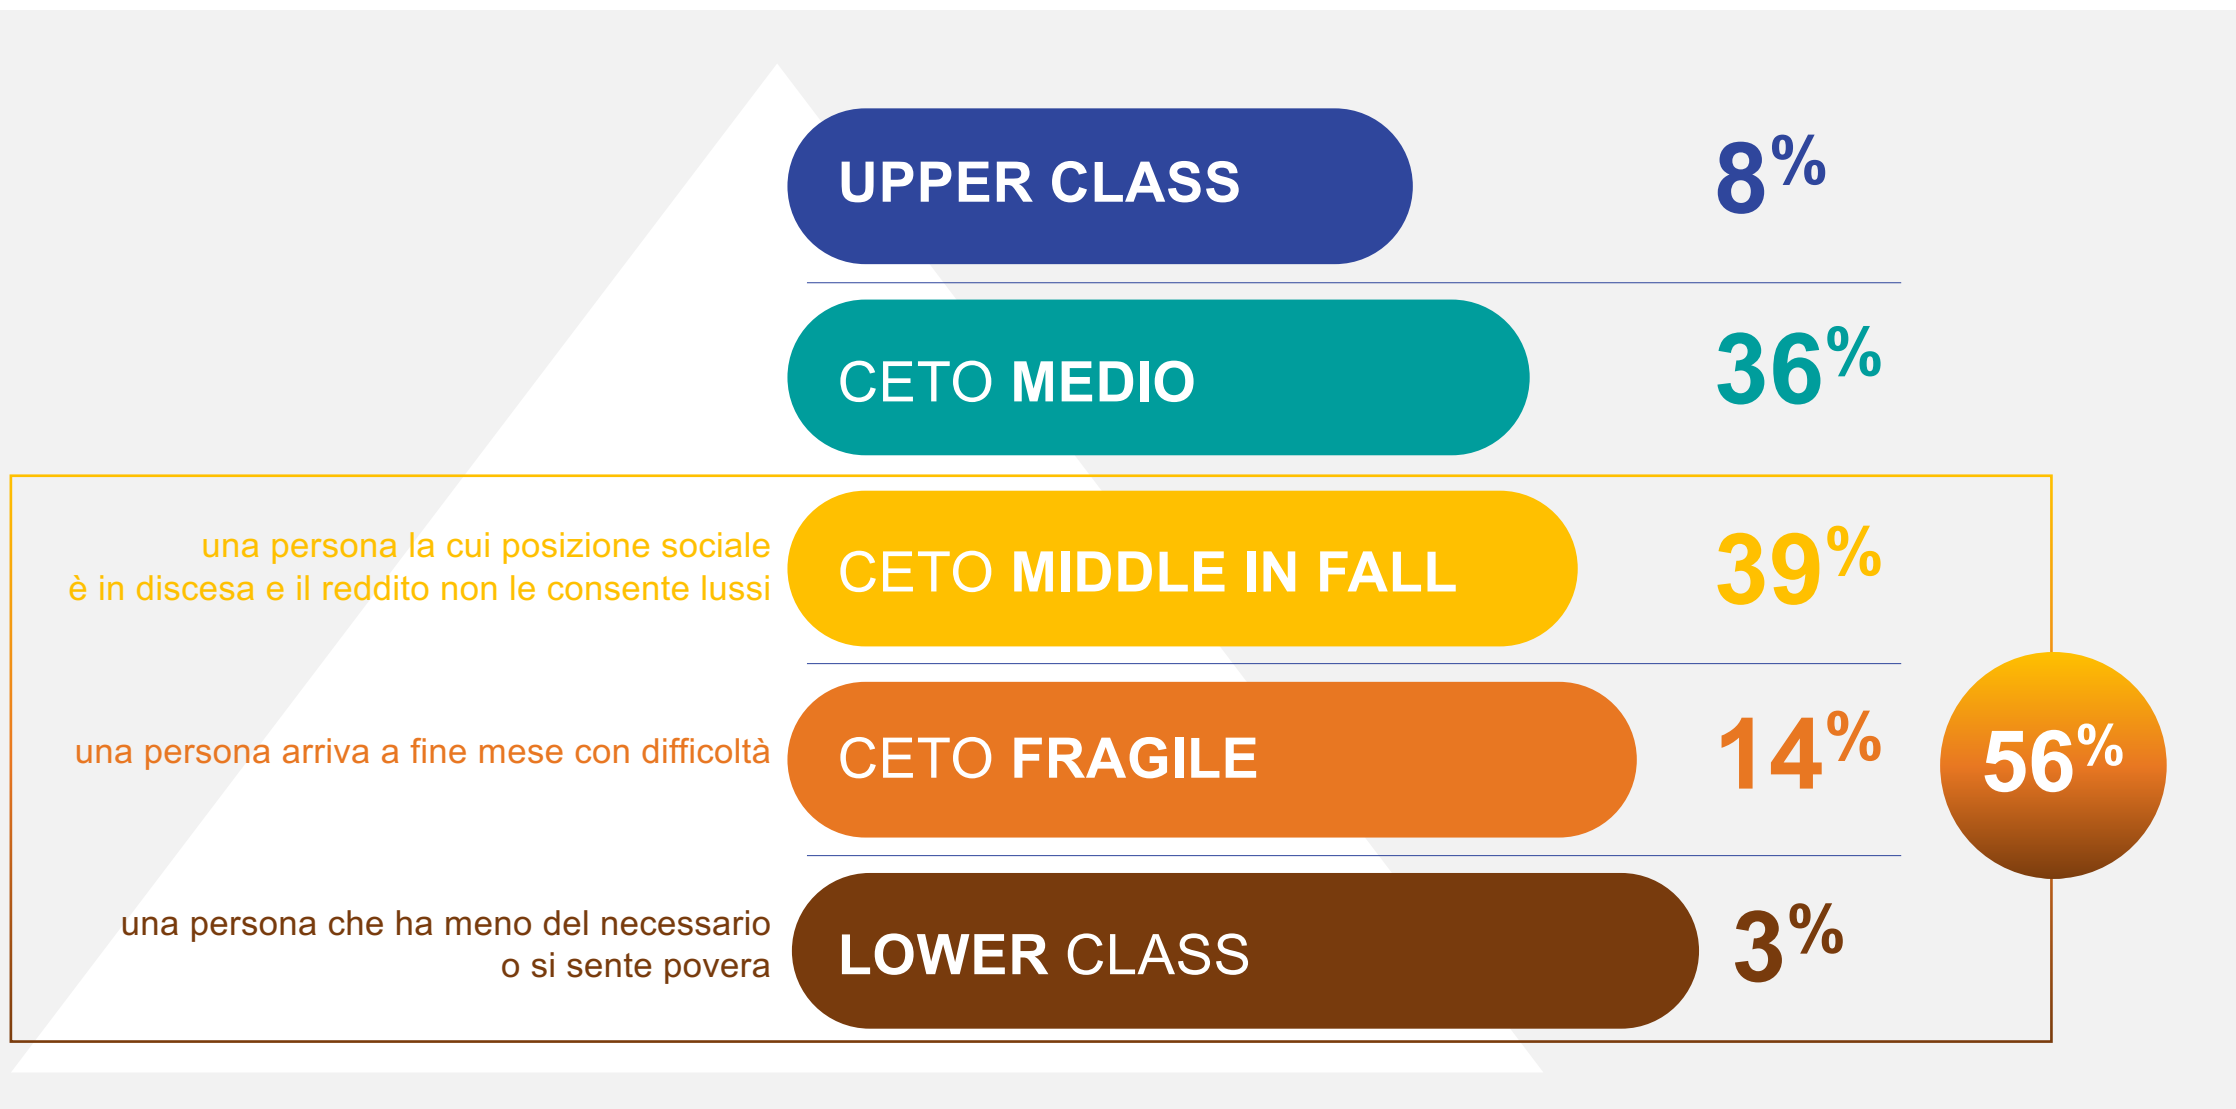 UPPER CLASS 8%
CETO MEDIO 36%
una persona la cui posizione sociale
è in discesa e il reddito non le consente lussi
CETO MIDDLE IN FALL 39%
una persona arriva a fine mese con difficoltà
CETO FRAGILE 14%
56%
una persona che ha meno del necessario
o si sente povera
LOWER CLASS 3%